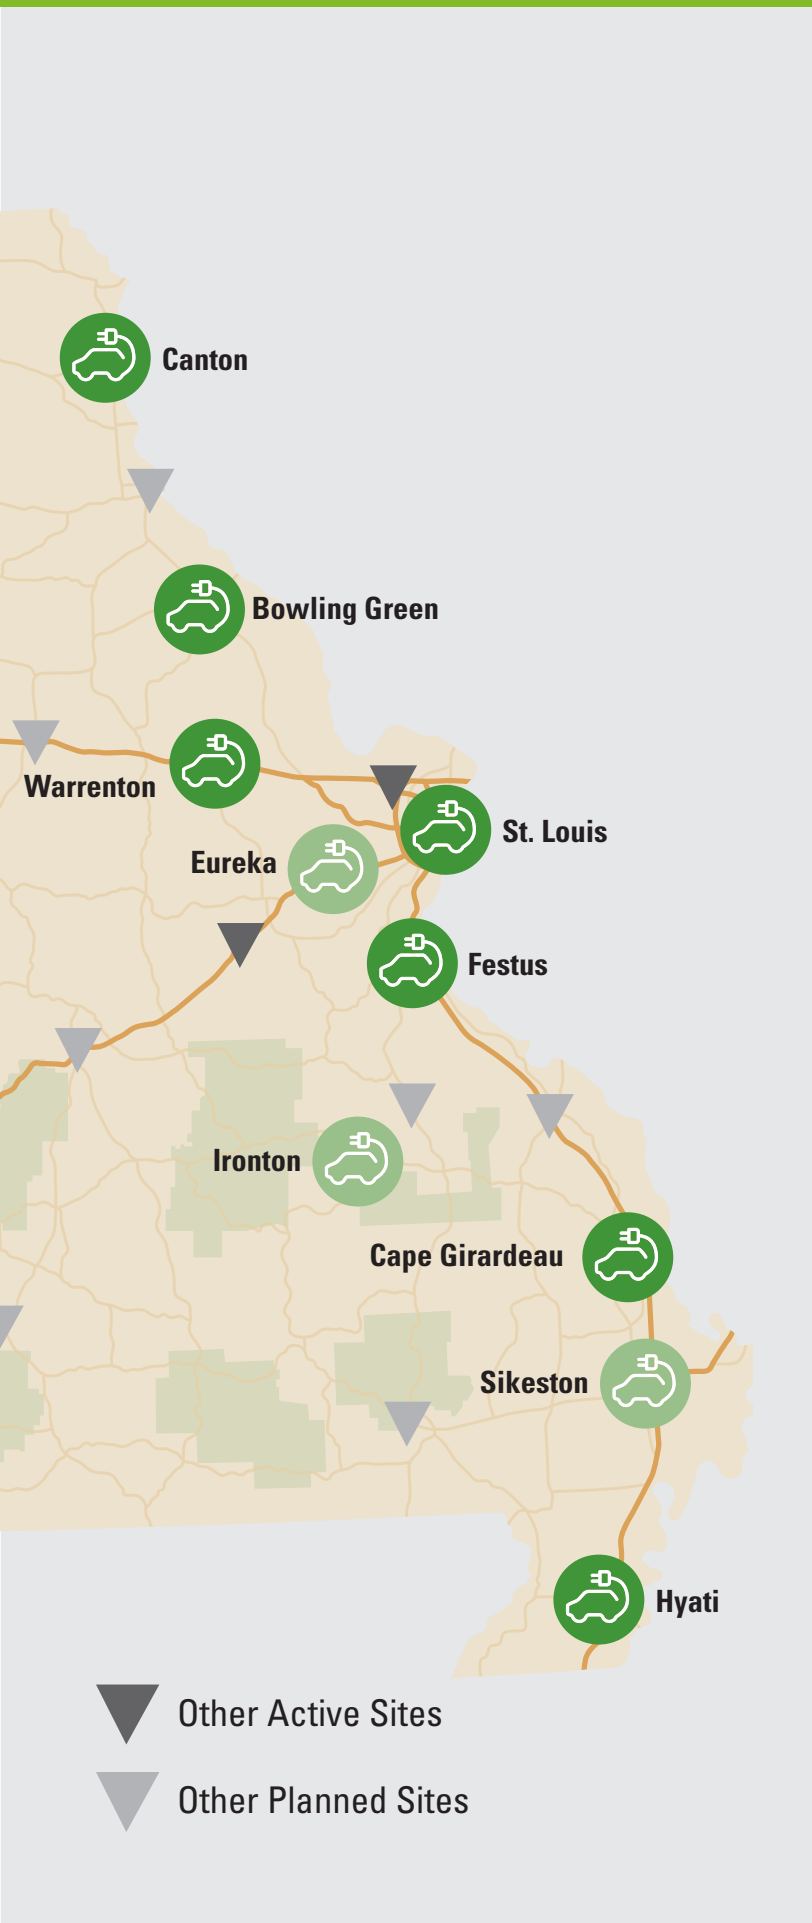 Canton
Bowling Green
Warrenton
St. Louis
Eureka
Festus
Ironton
Cape Girardeau
Sikeston
Hyati
Other Active Sites
Other Planned Sites